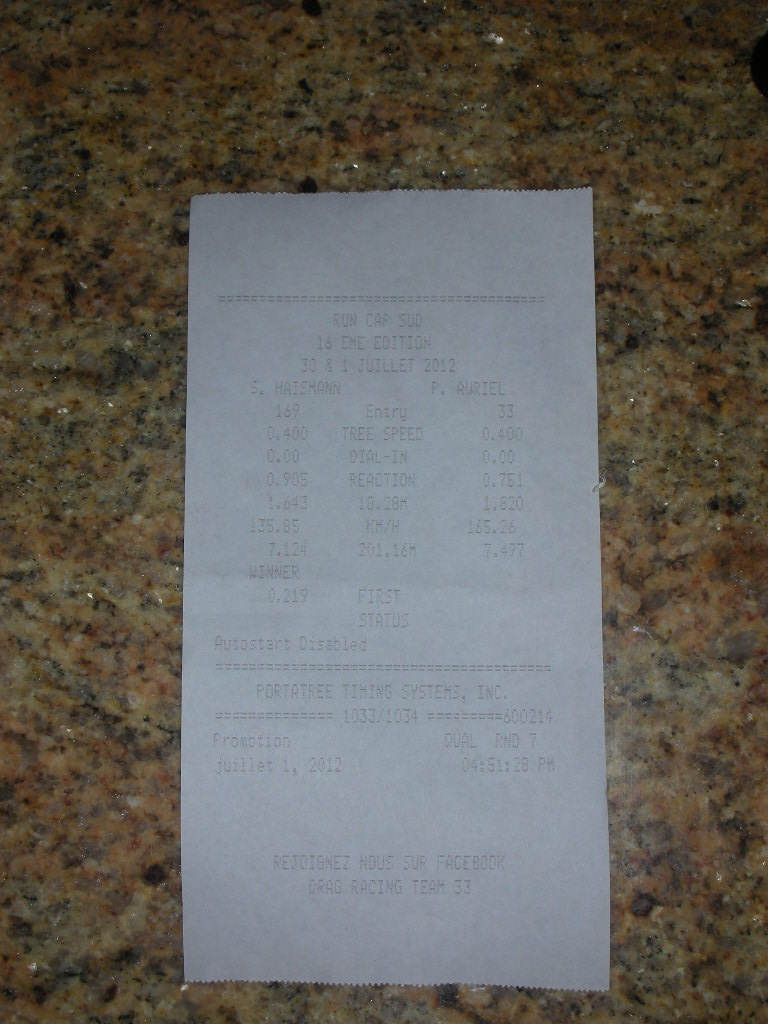 ========================================
RUN CAP SUD
16 EME EDITION
30 & 1 JUILLET 2012
S. HAISMANN P. AURIEL
169 Entry 33
0.400 TREE SPEED 0.400
0.00 DIAL-IN 0.00
0.905 REACTION 0.751
1.643 18.28M 1.820
135.85 KM/H 165.26
7.124 201.16M 7.497
WINNER
0.219 FIRST
STATUS
Autostart Disabled
========================================
PORTATREE TIMING SYSTEMS, INC.
============== 1033/1034 =========600214
Promotion QUAL RND 7
juillet 1, 2012 04:51:28 PM
REJOIGNEZ NOUS SUR FACEBOOK
DRAG RACING TEAM 33